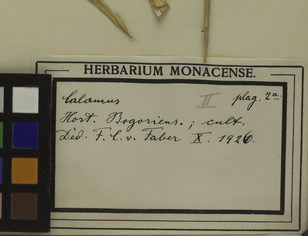 HERBARIUM MONACENSE.
Calamus II plag. 2a
Hort. Bogoriens.; cult.
Ded. F. C. v. Faber X. 1926.